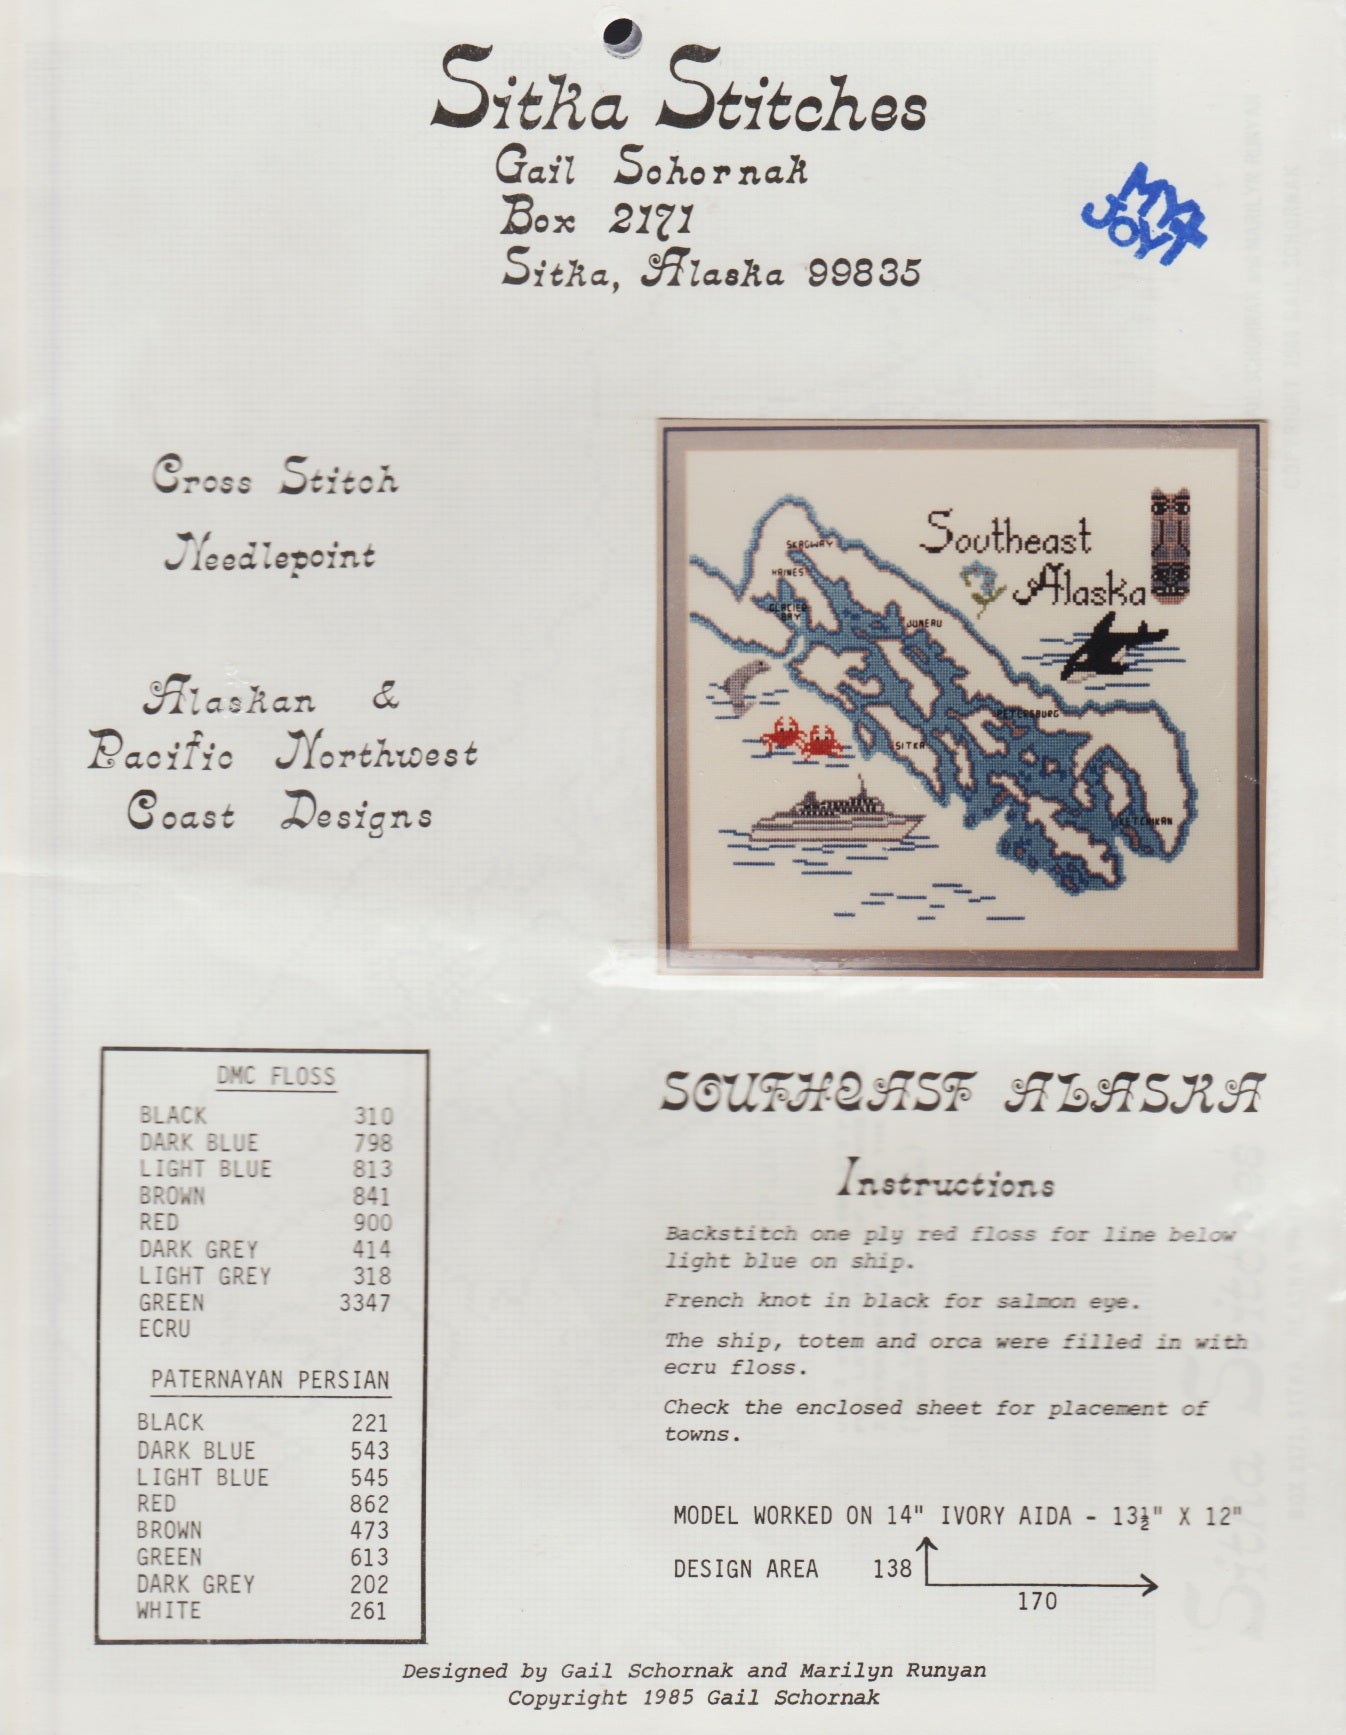 Sitka Stitches
Gail Schornak
Box 2171
Sitka, Alaska 99835
MY
JOY
Cross Stitch
Needlepoint
Alaskan &
Pacific Northwest
Coast Designs
Southeast
Alaska
SKAGWAY
HAINES
GLACIER
BAY
JUNEAU
PETERSBURG
SITKA
KETCHIKAN
DMC FLOSS
BLACK 310
DARK BLUE 798
LIGHT BLUE 813
BROWN 841
RED 900
DARK GREY 414
LIGHT GREY 318
GREEN 3347
ECRU
PATERNAYAN PERSIAN
BLACK 221
DARK BLUE 543
LIGHT BLUE 545
RED 862
BROWN 473
GREEN 613
DARK GREY 202
WHITE 261
SOUTHEAST ALASKA
Instructions
Backstitch one ply red floss for line below
light blue on ship.
French knot in black for salmon eye.
The ship, totem and orca were filled in with
ecru floss.
Check the enclosed sheet for placement of
towns.
MODEL WORKED ON 14" IVORY AIDA - 13½" X 12"
DESIGN AREA 138
170
Designed by Gail Schornak and Marilyn Runyan
Copyright 1985 Gail Schornak